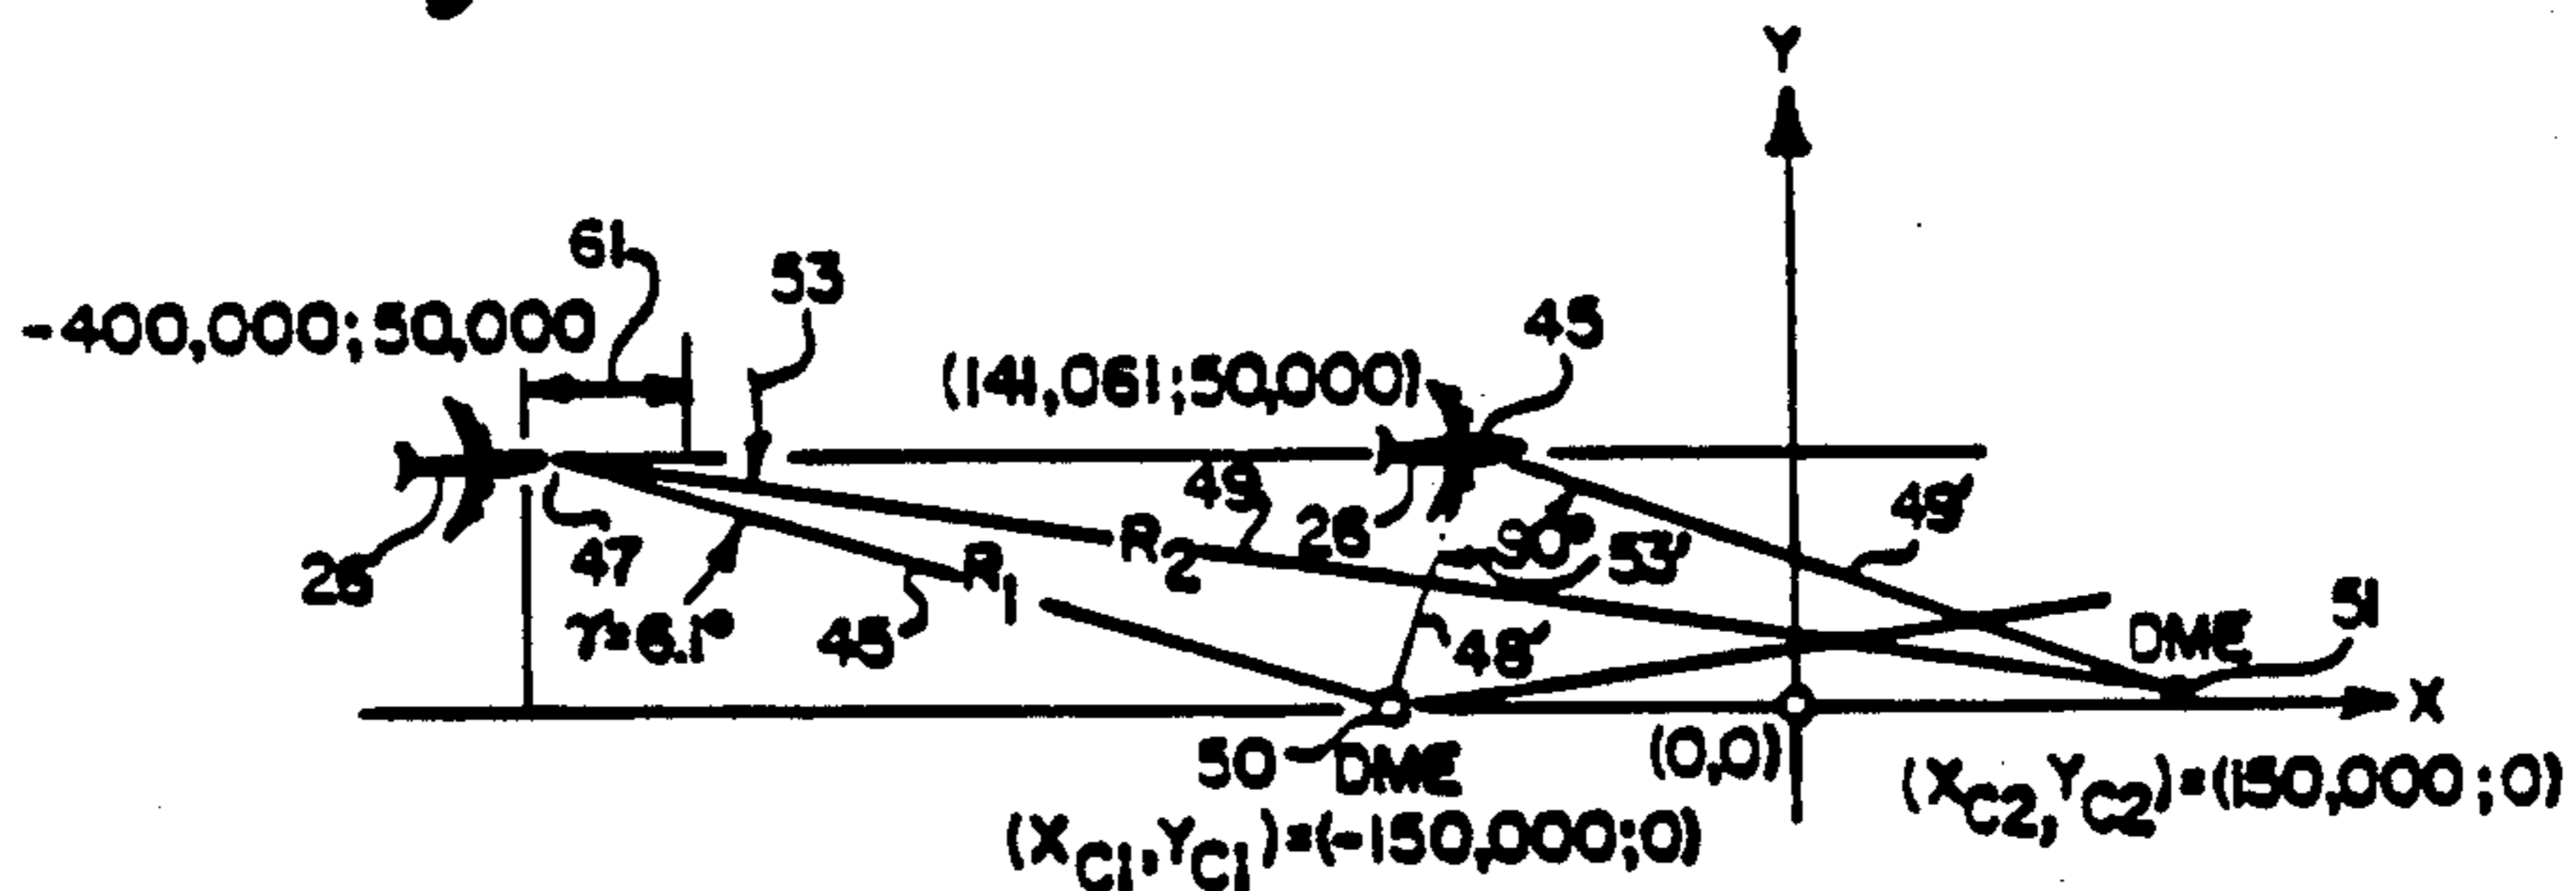 Y
61
53
-400,000;50,000
45
(141,061;50,000)
49
49'
26
47
R2
26
90°
53'
R1
γ=6.1°
45
48'
DME
51
X
50
DME
(0,0)
(XC1,YC1)=(-150,000;0)
(XC2,YC2)=(150,000;0)